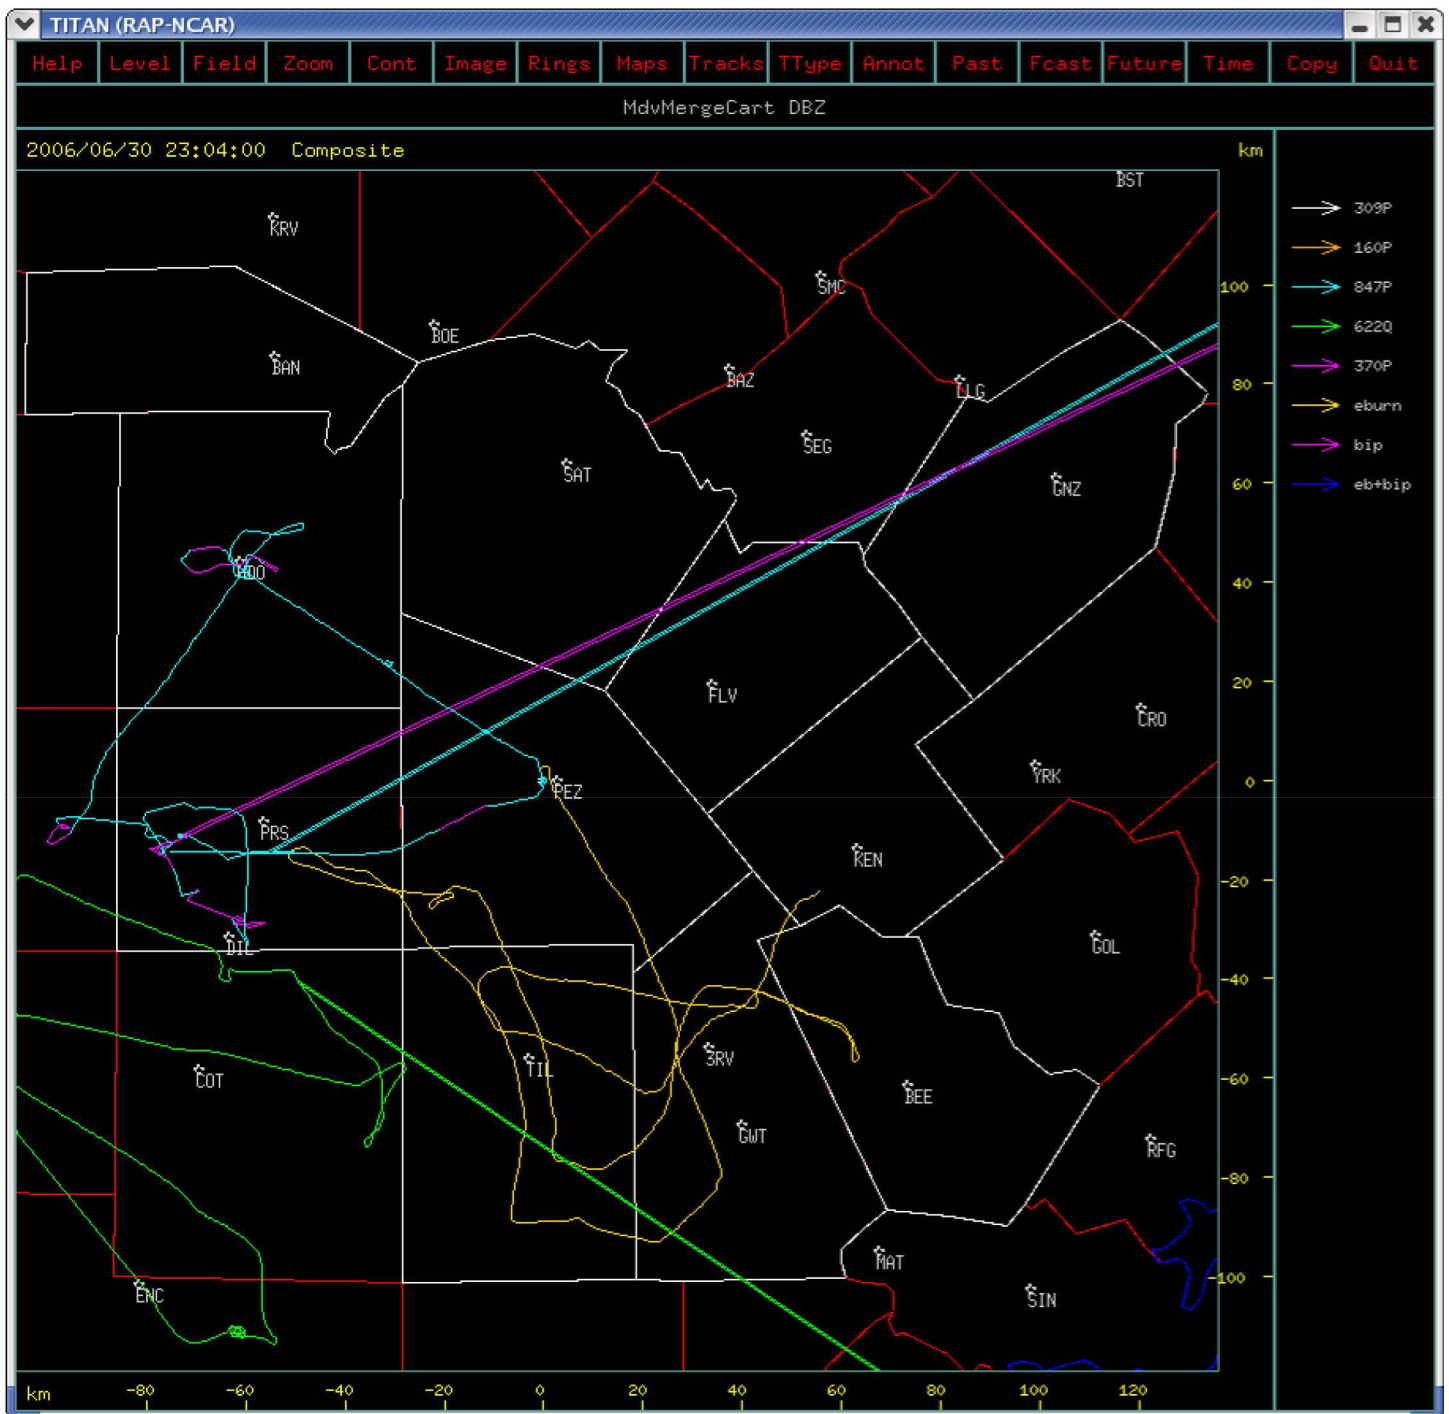 TITAN (RAP-NCAR)
Help Level Field Zoom Cont Image Rings Maps Tracks TType Annot Past Fcast Future Time Copy Quit
MdvMergeCart DBZ
2006/06/30 23:04:00 Composite km
BST
309P
KRV
160P
SMC
100
847P
BOE
622Q
BAN
BAZ
LLG
80
370P
eburn
SEG
bip
SAT
GNZ
60
eb+bip
HDO
40
FLV
20
CRO
YRK
PEZ
0
PRS
KEN
-20
DIL
GOL
-40
3RV
TIL
COT
-60
BEE
GWT
RFG
-80
MAT
-100
ENC
SIN
km -80 -60 -40 -20 0 20 40 60 80 100 120